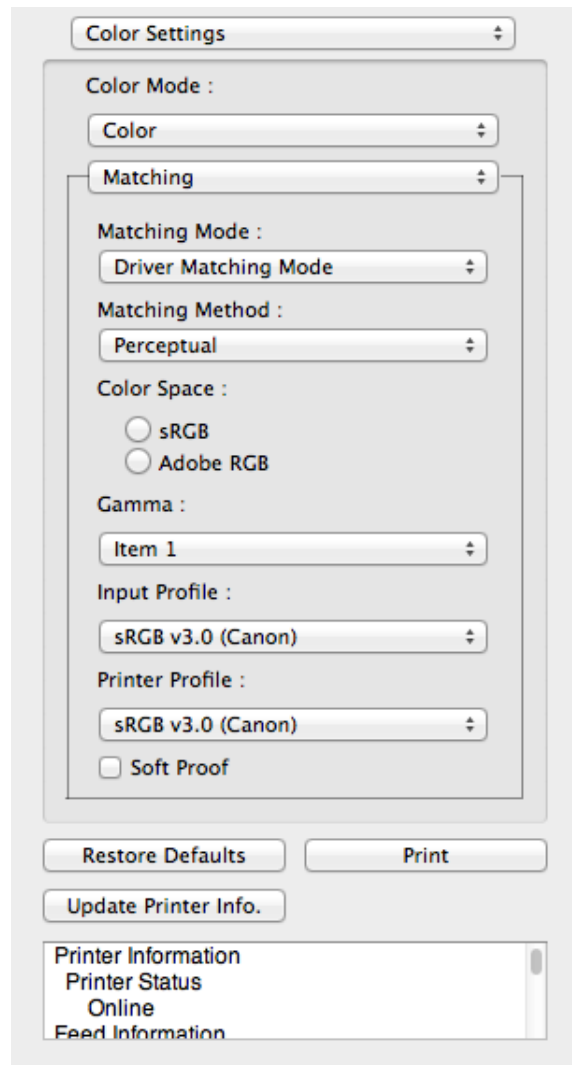 Color Settings
Color Mode :
Color
Matching
Matching Mode :
Driver Matching Mode
Matching Method :
Perceptual
Color Space :
sRGB
Adobe RGB
Gamma :
Item 1
Input Profile :
sRGB v3.0 (Canon)
Printer Profile :
sRGB v3.0 (Canon)
Soft Proof
Restore Defaults Print
Update Printer Info.
Printer Information
Printer Status
Online
Feed Information